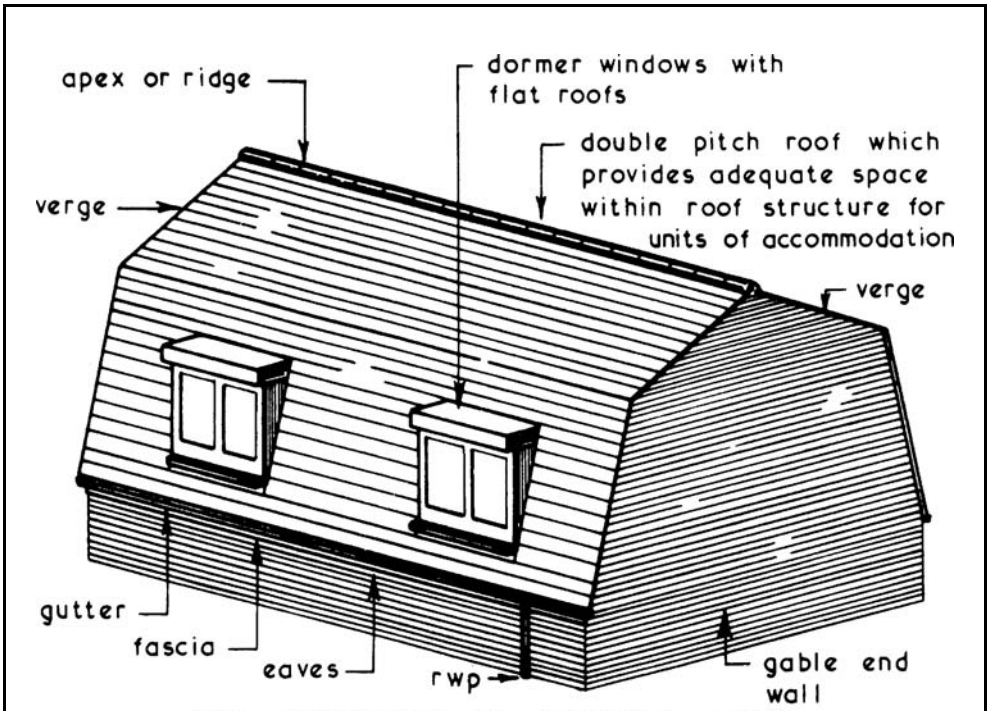 apex or ridge
dormer windows with
flat roofs
double pitch roof which
provides adequate space
within roof structure for
units of accommodation
verge
verge
gutter
fascia
eaves
rwp
gable end
wall